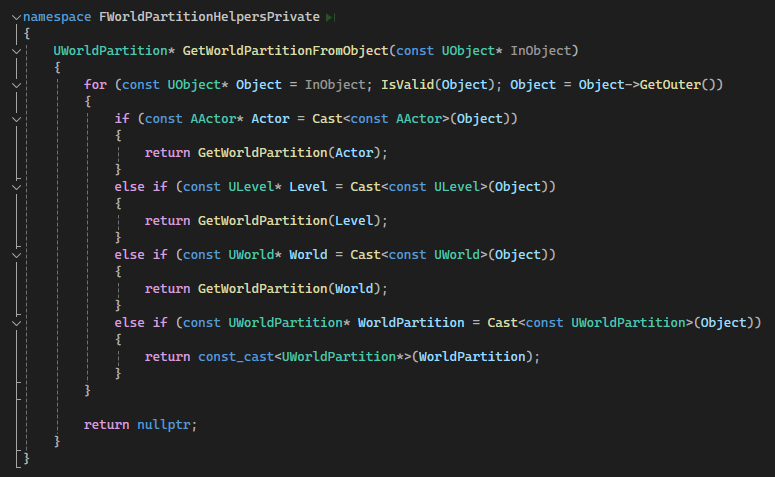 namespace FWorldPartitionHelpersPrivate
{
    UWorldPartition* GetWorldPartitionFromObject(const UObject* InObject)
    {
        for (const UObject* Object = InObject; IsValid(Object); Object = Object->GetOuter())
        {
            if (const AActor* Actor = Cast<const AActor>(Object))
            {
                return GetWorldPartition(Actor);
            }
            else if (const ULevel* Level = Cast<const ULevel>(Object))
            {
                return GetWorldPartition(Level);
            }
            else if (const UWorld* World = Cast<const UWorld>(Object))
            {
                return GetWorldPartition(World);
            }
            else if (const UWorldPartition* WorldPartition = Cast<const UWorldPartition>(Object))
            {
                return const_cast<UWorldPartition*>(WorldPartition);
            }
        }

        return nullptr;
    }
}